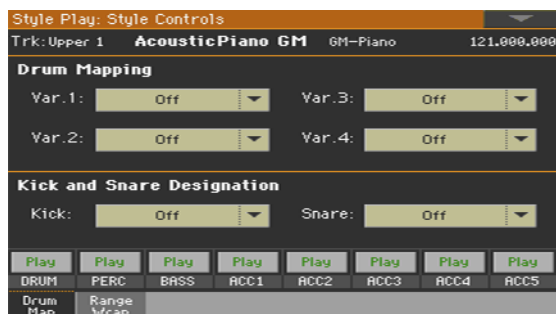 Style Play: Style Controls
Trk: Upper 1 AcousticPiano GM GM-Piano 121.000.000
Drum Mapping
Var.1: Off Var.3: Off
Var.2: Off Var.4: Off
Kick and Snare Designation
Kick: Off Snare: Off
Play Play Play Play Play Play Play Play
DRUM PERC BASS ACC1 ACC2 ACC3 ACC4 ACC5
Drum Range
Map Wrap